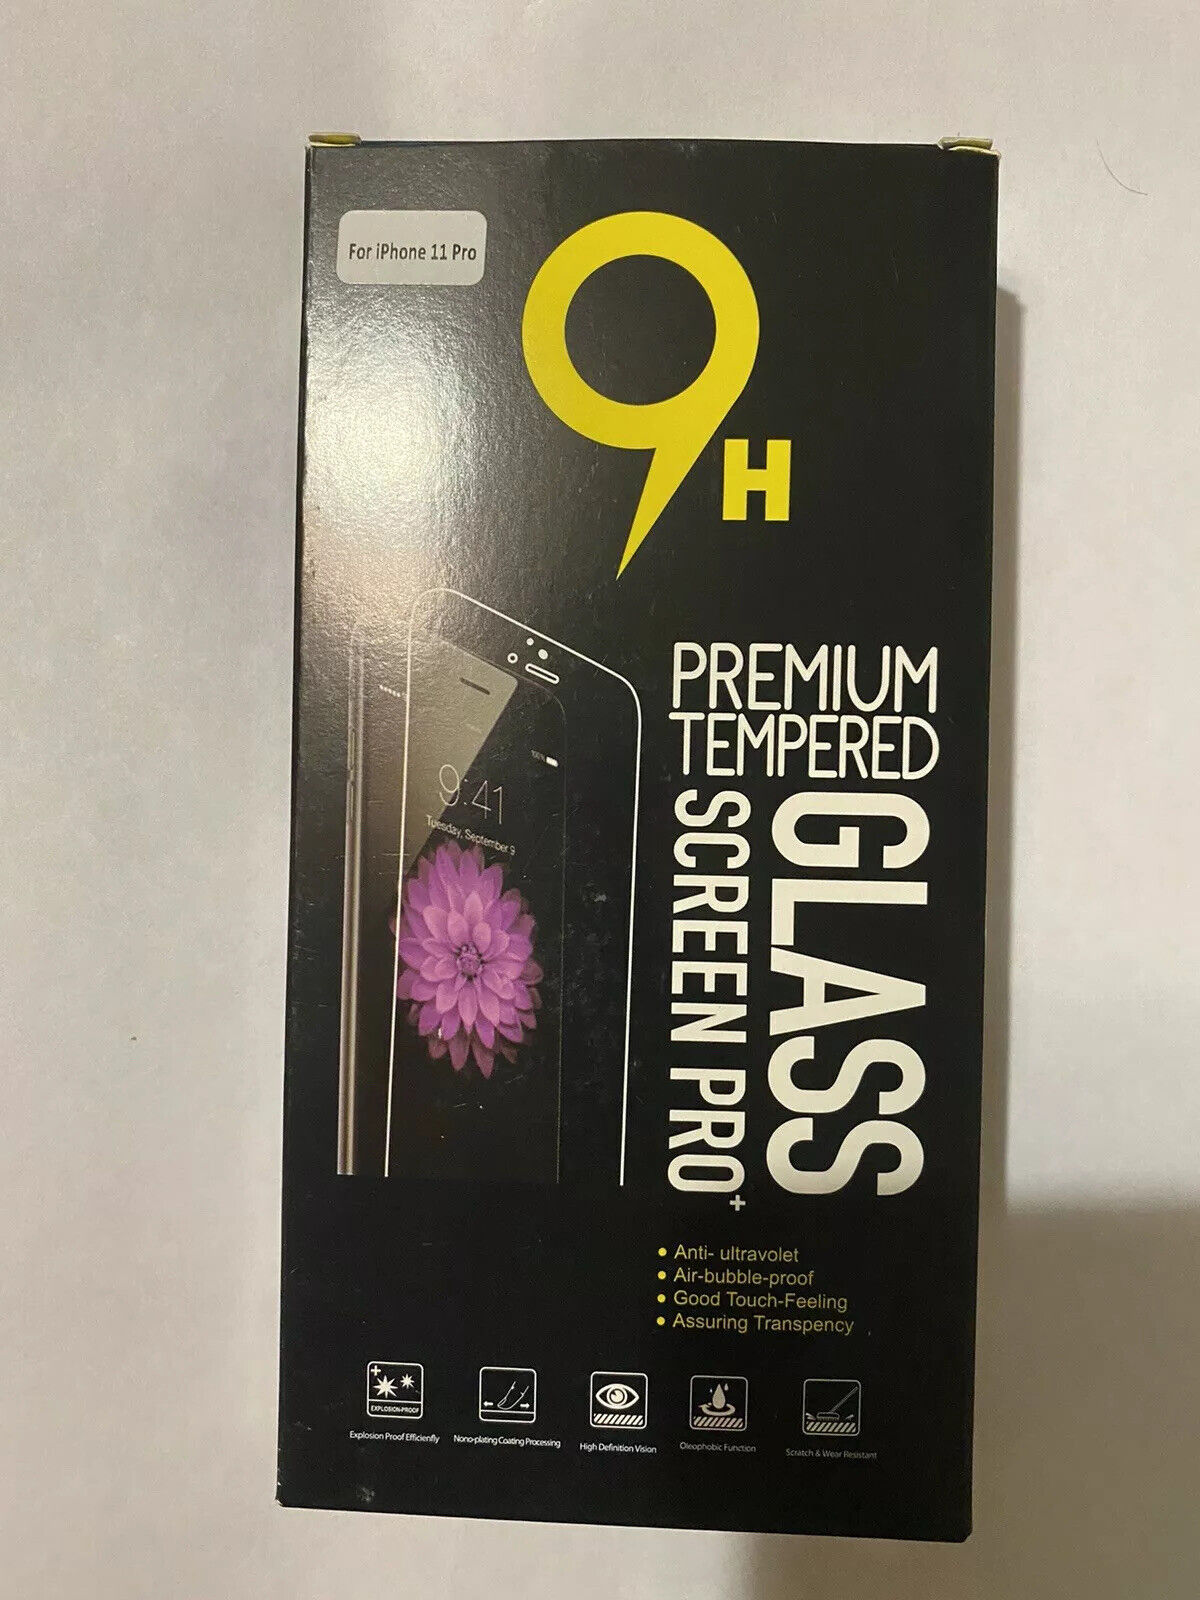 For iPhone 11 Pro
9H
PREMIUM
TEMPERED
GLASS
SCREEN PRO+
100%
9:41
Tuesday, September 9
Anti- ultravolet
Air-bubble-proof
Good Touch-Feeling
Assuring Transpency
EXPLOSION-PROOF
Explosion Proof Efficienfly
Nono-plating Coating Processing
High Definition Vision
Oleophobic Function
Scratch & Wear Resistant